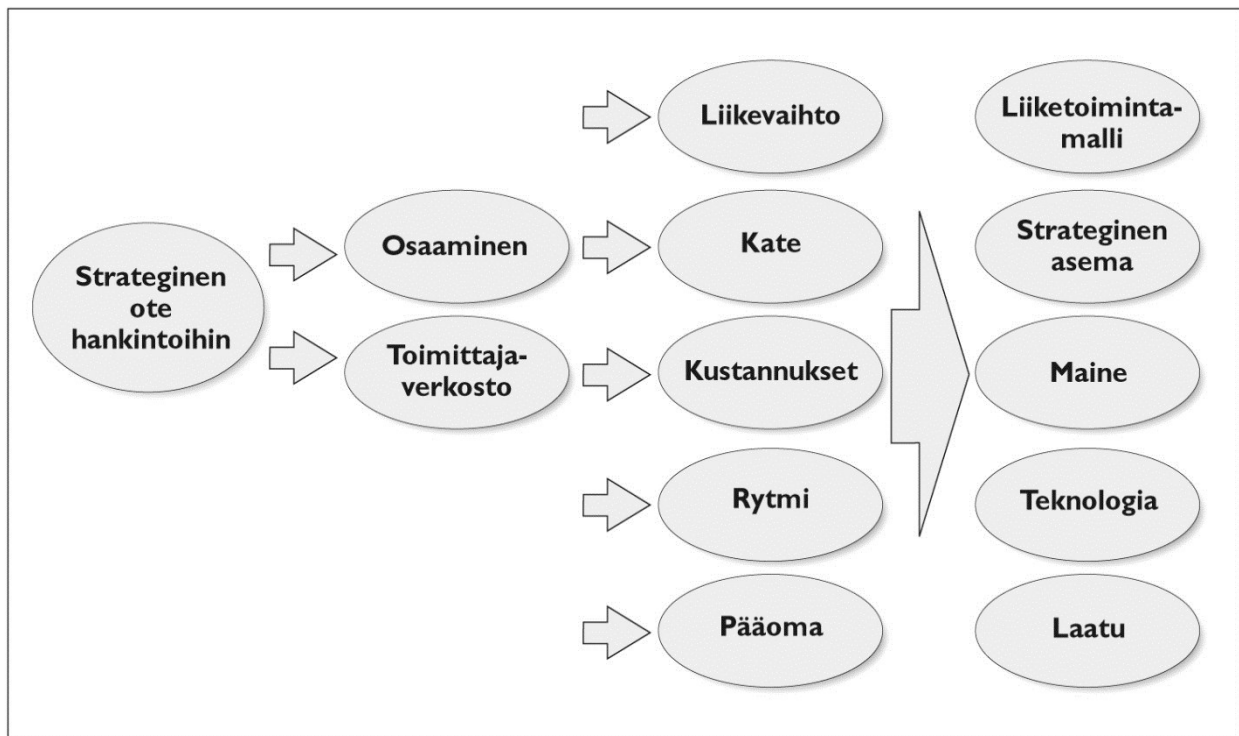 Strateginen
ote
hankintoihin
Osaaminen
Toimittaja-
verkosto
Liikevaihto
Kate
Kustannukset
Rytmi
Pääoma
Liiketoiminta-
malli
Strateginen
asema
Maine
Teknologia
Laatu